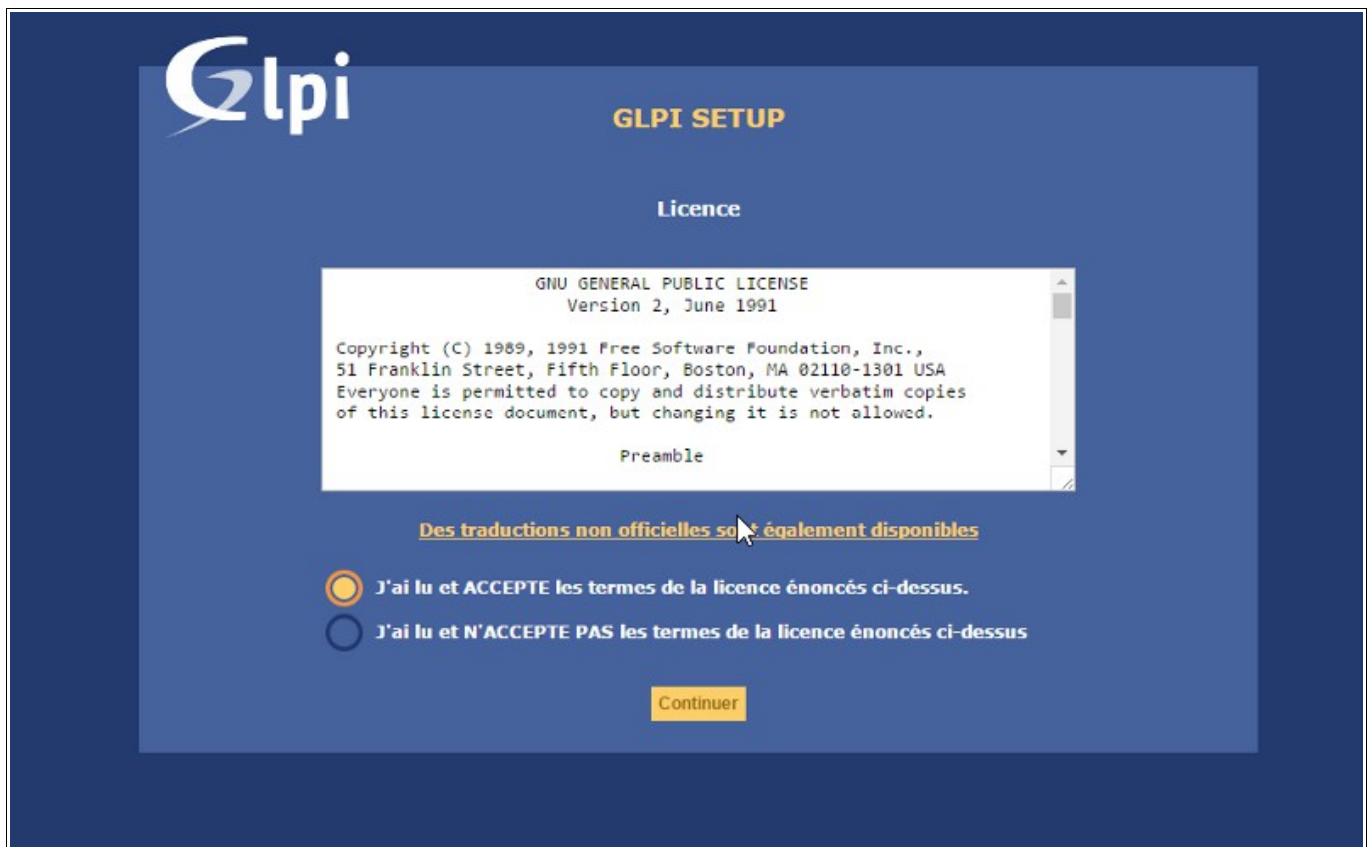 Glpi
GLPI SETUP
Licence
GNU GENERAL PUBLIC LICENSE
Version 2, June 1991
Copyright (C) 1989, 1991 Free Software Foundation, Inc.,
51 Franklin Street, Fifth Floor, Boston, MA 02110-1301 USA
Everyone is permitted to copy and distribute verbatim copies
of this license document, but changing it is not allowed.
Preamble
Des traductions non officielles sont également disponibles
J'ai lu et ACCEPTE les termes de la licence énoncés ci-dessus.
J'ai lu et N'ACCEPTE PAS les termes de la licence énoncés ci-dessus
Continuer